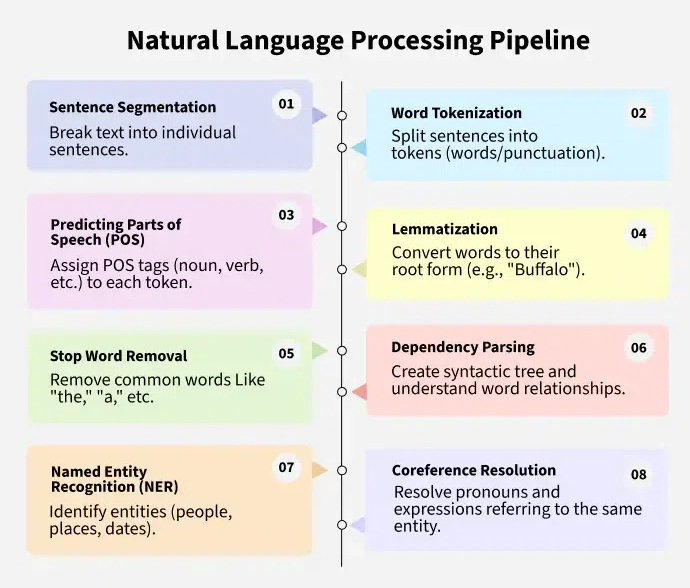 Natural Language Processing Pipeline
Sentence Segmentation
01
Break text into individual
sentences.
Word Tokenization
02
Split sentences into
tokens (words/punctuation).
Predicting Parts of
Speech (POS)
03
Assign POS tags (noun, verb,
etc.) to each token.
Lemmatization
04
Convert words to their
root form (e.g., "Buffalo").
Stop Word Removal
05
Remove common words Like
"the," "a," etc.
Dependency Parsing
06
Create syntactic tree and
understand word relationships.
Named Entity
Recognition (NER)
07
Identify entities (people,
places, dates).
Coreference Resolution
08
Resolve pronouns and
expressions referring to the same
entity.